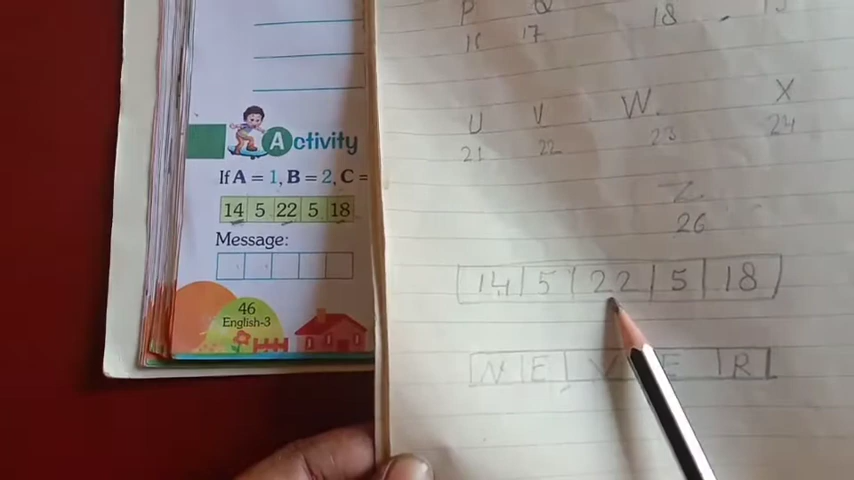 Activity
If A = 1, B = 2, C =
14 5 22 5 18
Message:
46
English-3
P Q
17 18
U V W X
21 22 23 24
Z
26
14 5 22 5 18
N E V E R